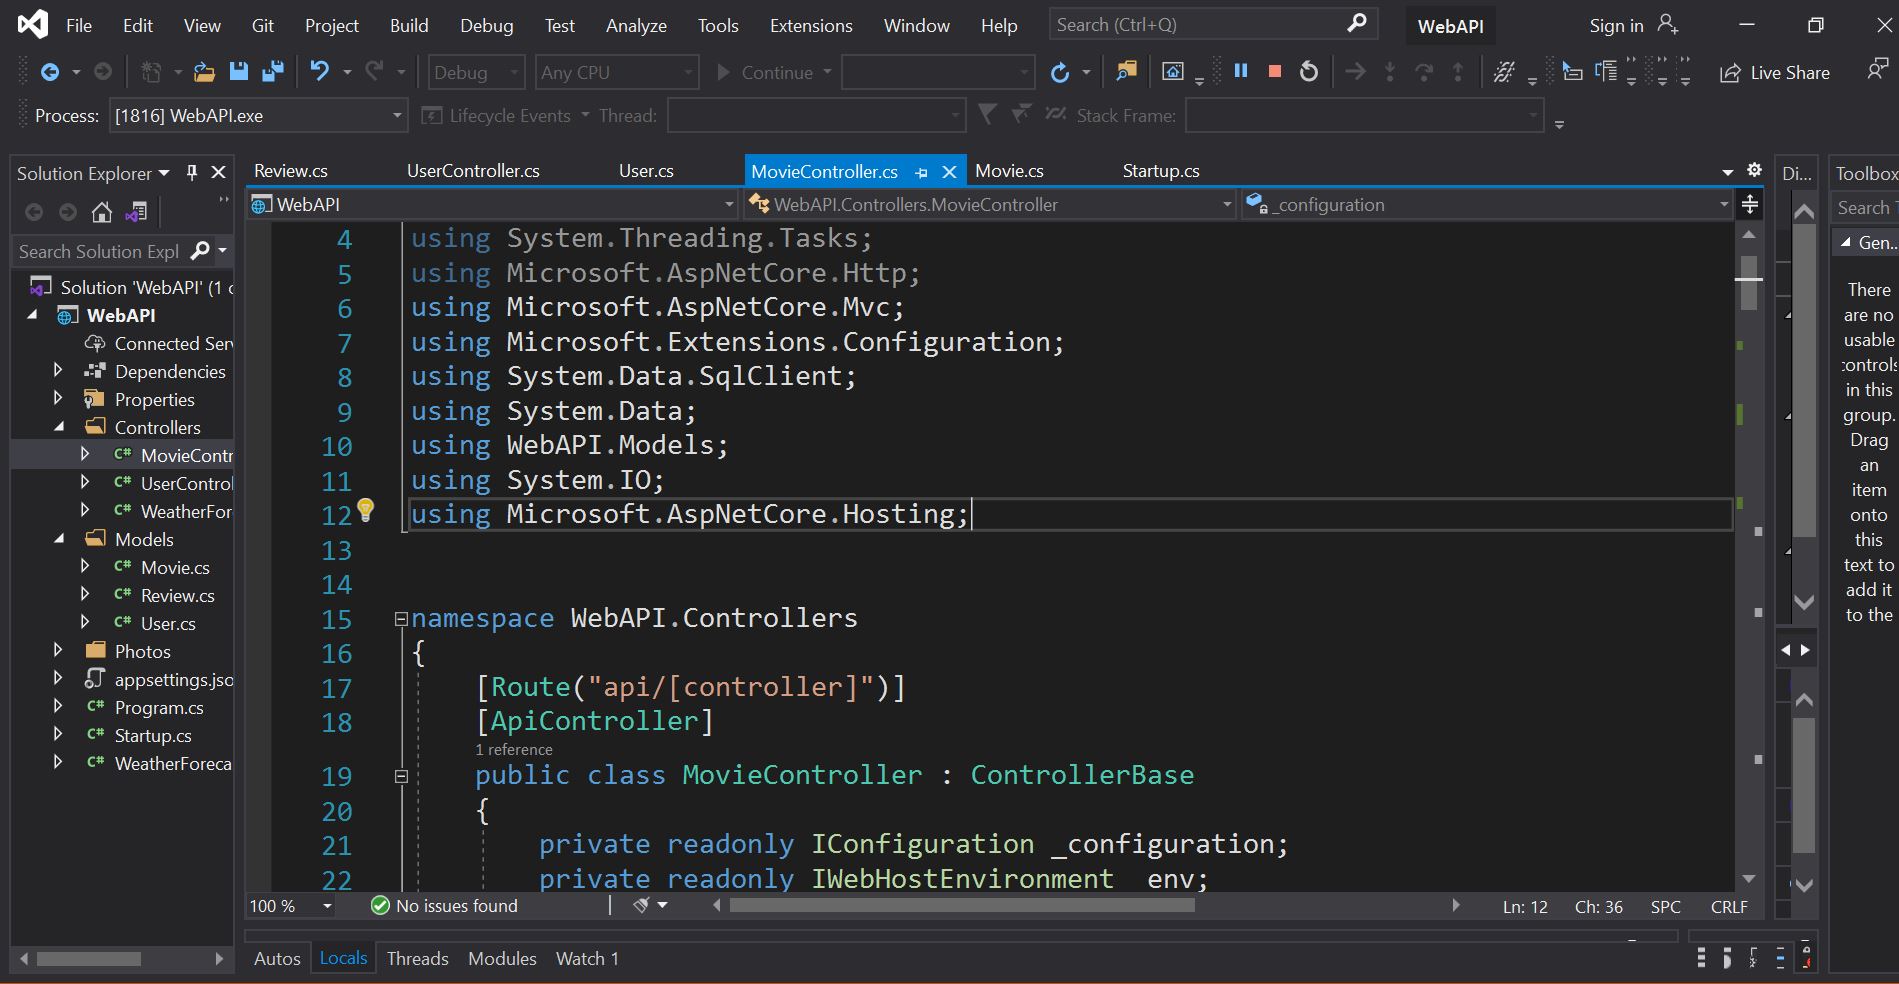 File Edit View Git Project Build Debug Test Analyze Tools Extensions Window Help Search (Ctrl+Q) WebAPI Sign in
Debug Any CPU Continue Live Share
Process: [1816] WebAPI.exe Lifecycle Events Thread: Stack Frame:
Solution Explorer
Search Solution Expl
Solution 'WebAPI' (1
WebAPI
Connected Serv
Dependencies
Properties
Controllers
C# MovieContr
C# UserControl
C# WeatherFor
Models
C# Movie.cs
C# Review.cs
C# User.cs
Photos
appsettings.jso
C# Program.cs
C# Startup.cs
C# WeatherForeca
Review.cs UserController.cs User.cs MovieController.cs Movie.cs Startup.cs
WebAPI WebAPI.Controllers.MovieController _configuration
4 using System.Threading.Tasks;
5 using Microsoft.AspNetCore.Http;
6 using Microsoft.AspNetCore.Mvc;
7 using Microsoft.Extensions.Configuration;
8 using System.Data.SqlClient;
9 using System.Data;
10 using WebAPI.Models;
11 using System.IO;
12 using Microsoft.AspNetCore.Hosting;
13
14
15 namespace WebAPI.Controllers
16 {
17 [Route("api/[controller]")]
18 [ApiController]
1 reference
19 public class MovieController : ControllerBase
20 {
21 private readonly IConfiguration _configuration;
22 private readonly IWebHostEnvironment env;
100 % No issues found Ln: 12 Ch: 36 SPC CRLF
Autos Locals Threads Modules Watch 1
Di...
Toolbox
Search
Gen...
There
are no
usable
controls
in this
group.
Drag
an
item
onto
this
text to
add it
to the